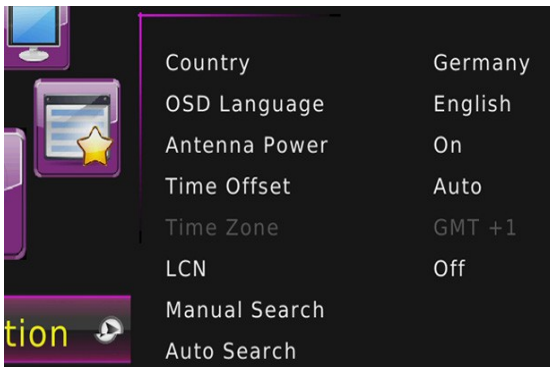 Country Germany
OSD Language English
Antenna Power On
Time Offset Auto
Time Zone GMT +1
LCN Off
Manual Search
tion
Auto Search